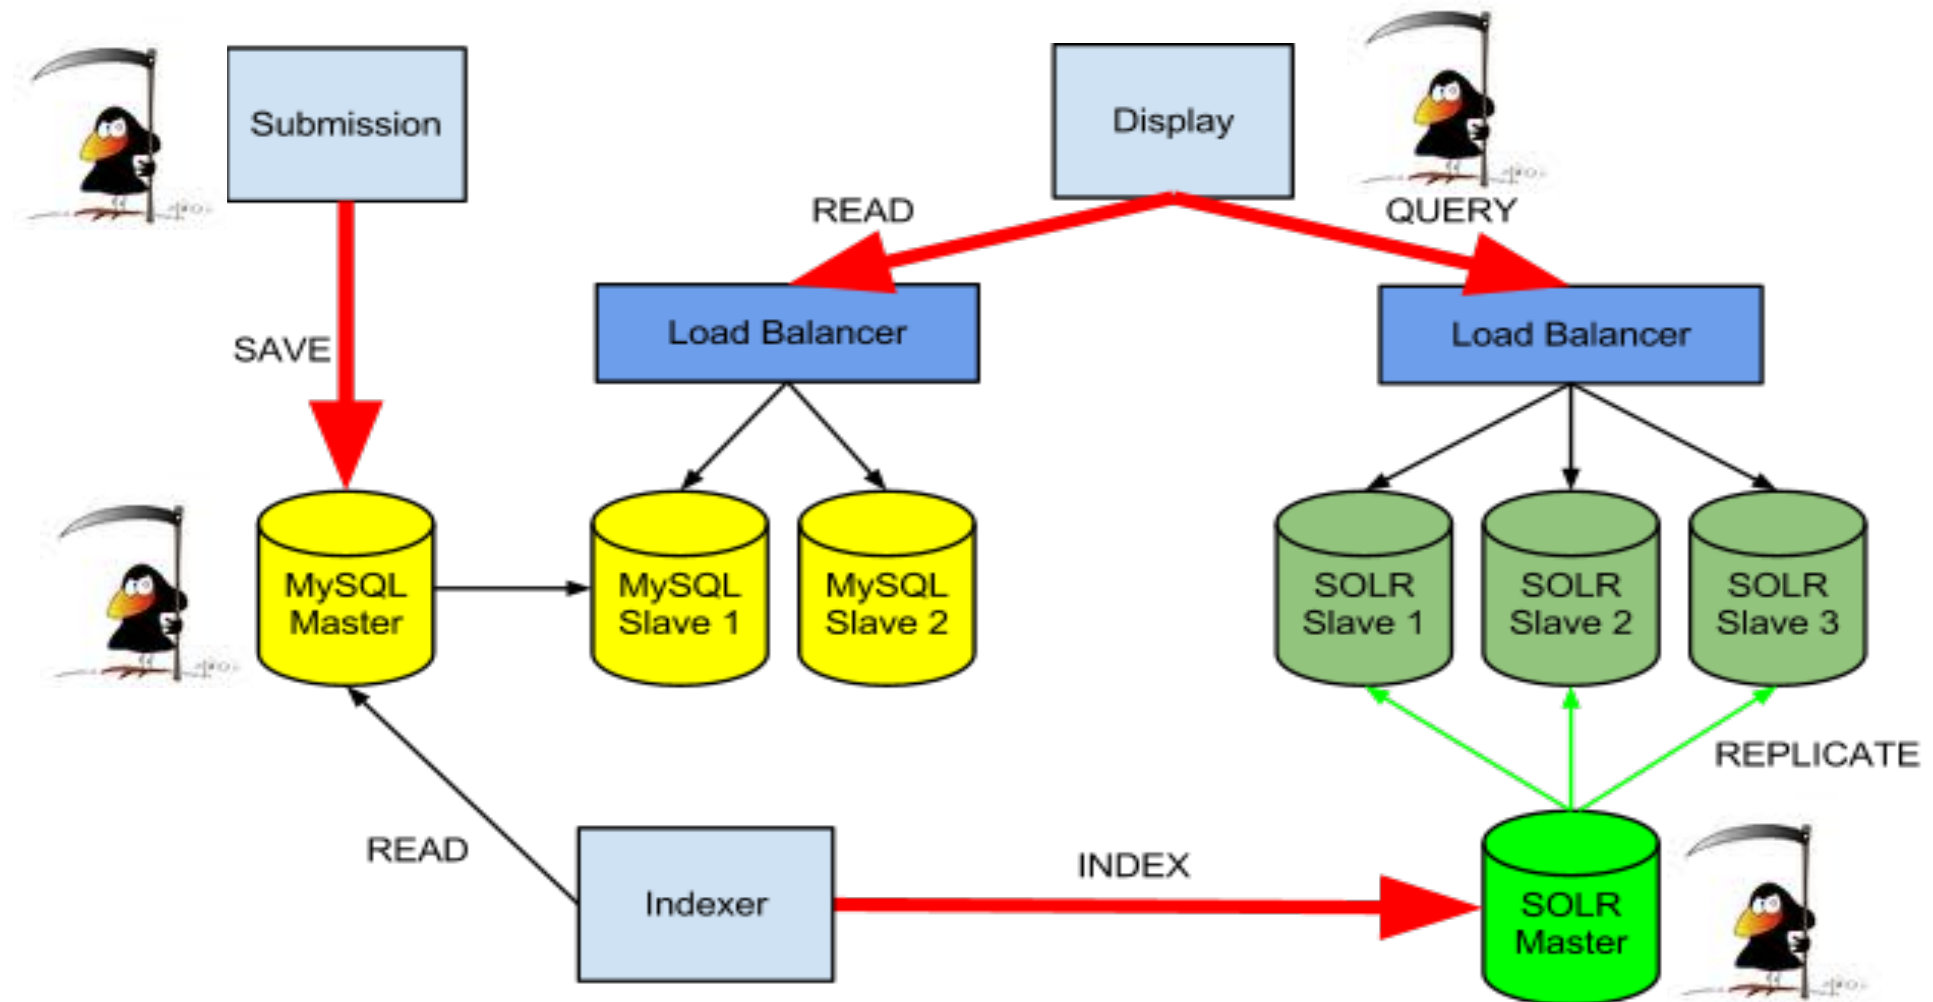 Submission
Display
READ
QUERY
Load Balancer
Load Balancer
SAVE
MySQL
Master
MySQL
Slave 1
MySQL
Slave 2
SOLR
Slave 1
SOLR
Slave 2
SOLR
Slave 3
REPLICATE
READ
INDEX
Indexer
SOLR
Master